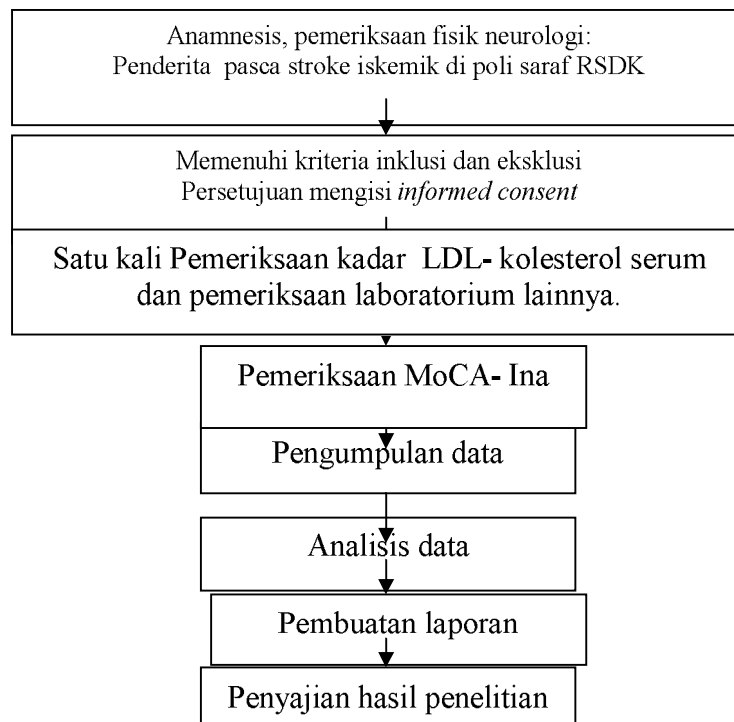 Anamnesis, pemeriksaan fisik neurologi:
Penderita pasca stroke iskemik di poli saraf RSDK
Memenuhi kriteria inklusi dan eksklusi
Persetujuan mengisi informed consent
Satu kali Pemeriksaan kadar LDL- kolesterol serum
dan pemeriksaan laboratorium lainnya.
Pemeriksaan MoCA- Ina
Pengumpulan data
Analisis data
Pembuatan laporan
Penyajian hasil penelitian